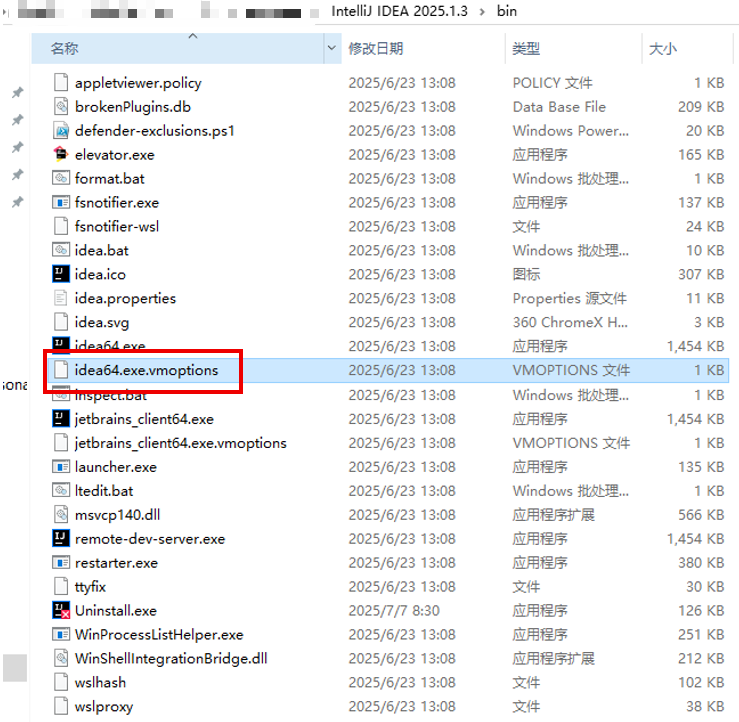 IntelliJ IDEA 2025.1.3 › bin
名称 修改日期 类型 大小
appletviewer.policy 2025/6/23 13:08 POLICY 文件 1 KB
brokenPlugins.db 2025/6/23 13:08 Data Base File 209 KB
defender-exclusions.ps1 2025/6/23 13:08 Windows Power... 20 KB
elevator.exe 2025/6/23 13:08 应用程序 165 KB
format.bat 2025/6/23 13:08 Windows 批处理... 1 KB
fsnotifier.exe 2025/6/23 13:08 应用程序 137 KB
fsnotifier-wsl 2025/6/23 13:08 文件 24 KB
idea.bat 2025/6/23 13:08 Windows 批处理... 10 KB
idea.ico 2025/6/23 13:08 图标 307 KB
idea.properties 2025/6/23 13:08 Properties 源文件 11 KB
idea.svg 2025/6/23 13:08 360 ChromeX H... 3 KB
idea64.exe 2025/6/23 13:08 应用程序 1,454 KB
idea64.exe.vmoptions 2025/6/23 13:08 VMOPTIONS 文件 1 KB
inspect.bat 2025/6/23 13:08 Windows 批处理... 1 KB
jetbrains_client64.exe 2025/6/23 13:08 应用程序 1,454 KB
jetbrains_client64.exe.vmoptions 2025/6/23 13:08 VMOPTIONS 文件 1 KB
launcher.exe 2025/6/23 13:08 应用程序 135 KB
ltedit.bat 2025/6/23 13:08 Windows 批处理... 1 KB
msvcp140.dll 2025/6/23 13:08 应用程序扩展 566 KB
remote-dev-server.exe 2025/6/23 13:08 应用程序 1,454 KB
restarter.exe 2025/6/23 13:08 应用程序 380 KB
ttyfix 2025/6/23 13:08 文件 30 KB
Uninstall.exe 2025/7/7 8:30 应用程序 126 KB
WinProcessListHelper.exe 2025/6/23 13:08 应用程序 251 KB
WinShellIntegrationBridge.dll 2025/6/23 13:08 应用程序扩展 212 KB
wslhash 2025/6/23 13:08 文件 102 KB
wslproxy 2025/6/23 13:08 文件 38 KB